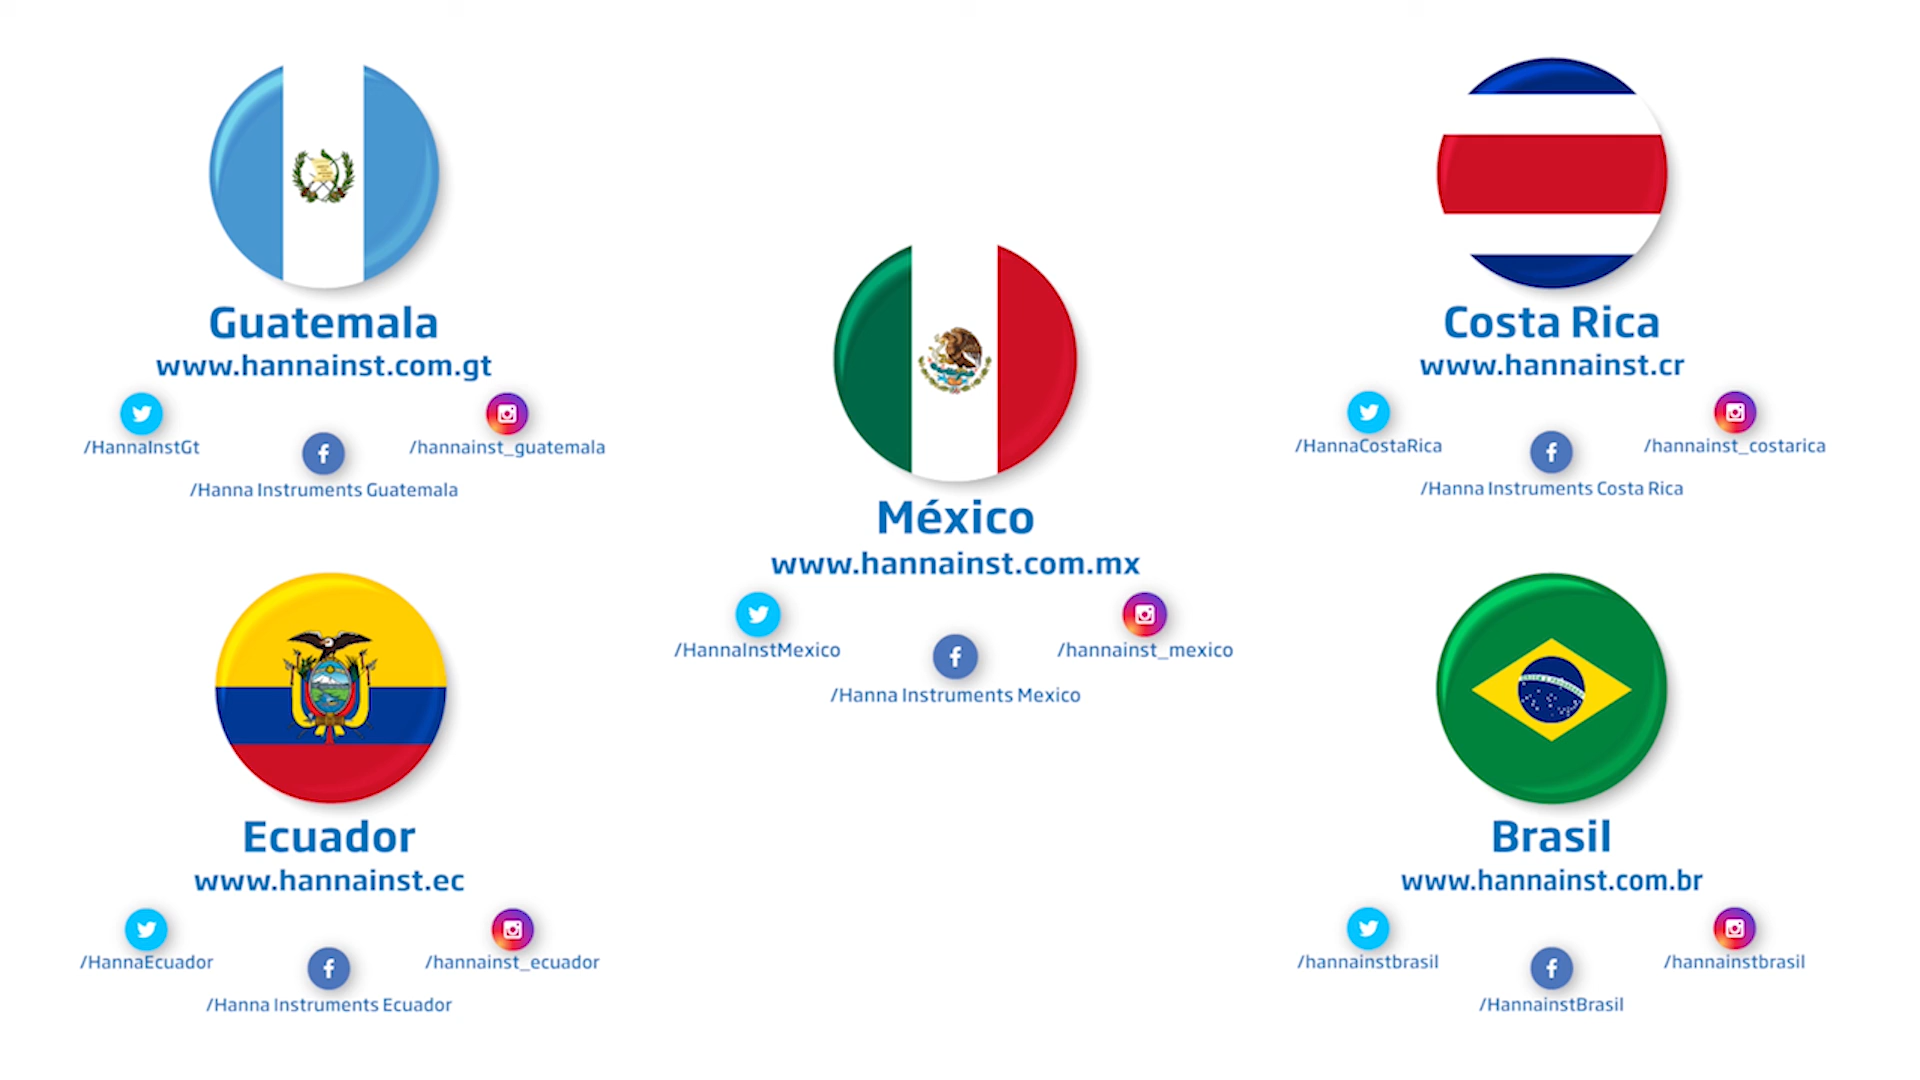 Guatemala
www.hannainst.com.gt
/HannaInstGt
/hannainst_guatemala
/Hanna Instruments Guatemala
Costa Rica
www.hannainst.cr
/HannaCostaRica
/hannainst_costarica
/Hanna Instruments Costa Rica
México
www.hannainst.com.mx
/HannaInstMexico
/hannainst_mexico
/Hanna Instruments Mexico
Ecuador
www.hannainst.ec
/HannaEcuador
/hannainst_ecuador
/Hanna Instruments Ecuador
Brasil
www.hannainst.com.br
/hannainstbrasil
/hannainstbrasil
/HannainstBrasil